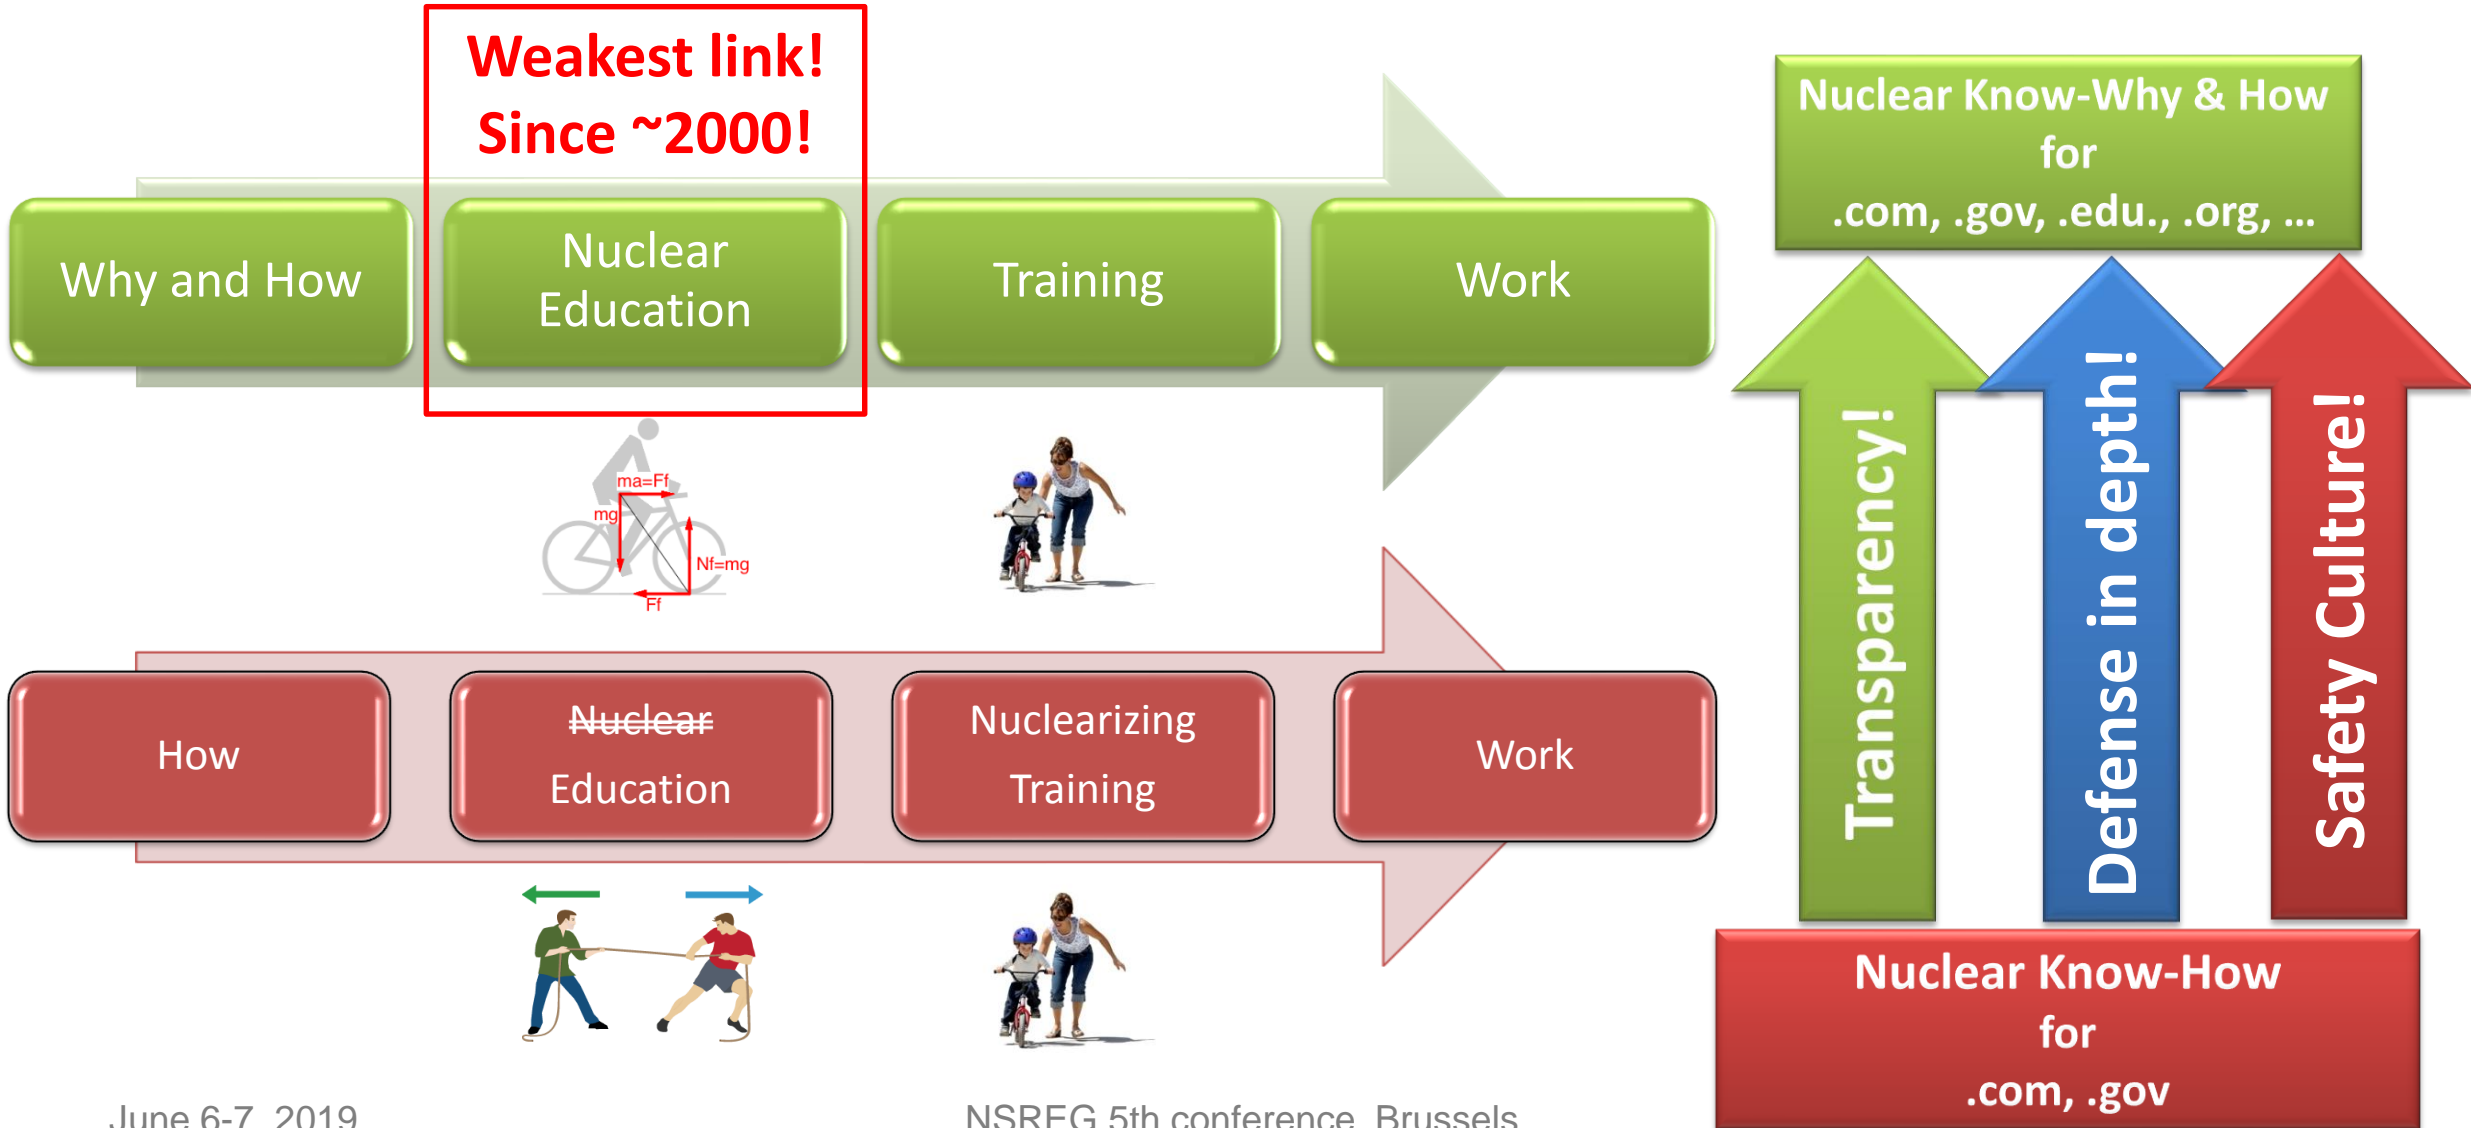 Weakest link!
Since ~2000!
Why and How
Nuclear
Education
Training
Work
ma=Ff
mg
Nf=mg
Ff
How
Nuclear
Education
Nuclearizing
Training
Work
Nuclear Know-Why & How
for
.com, .gov, .edu., .org, ...
Transparency!
Defense in depth!
Safety Culture!
Nuclear Know-How
for
.com, .gov
June 6-7, 2019
NSREG 5th conference, Brussels